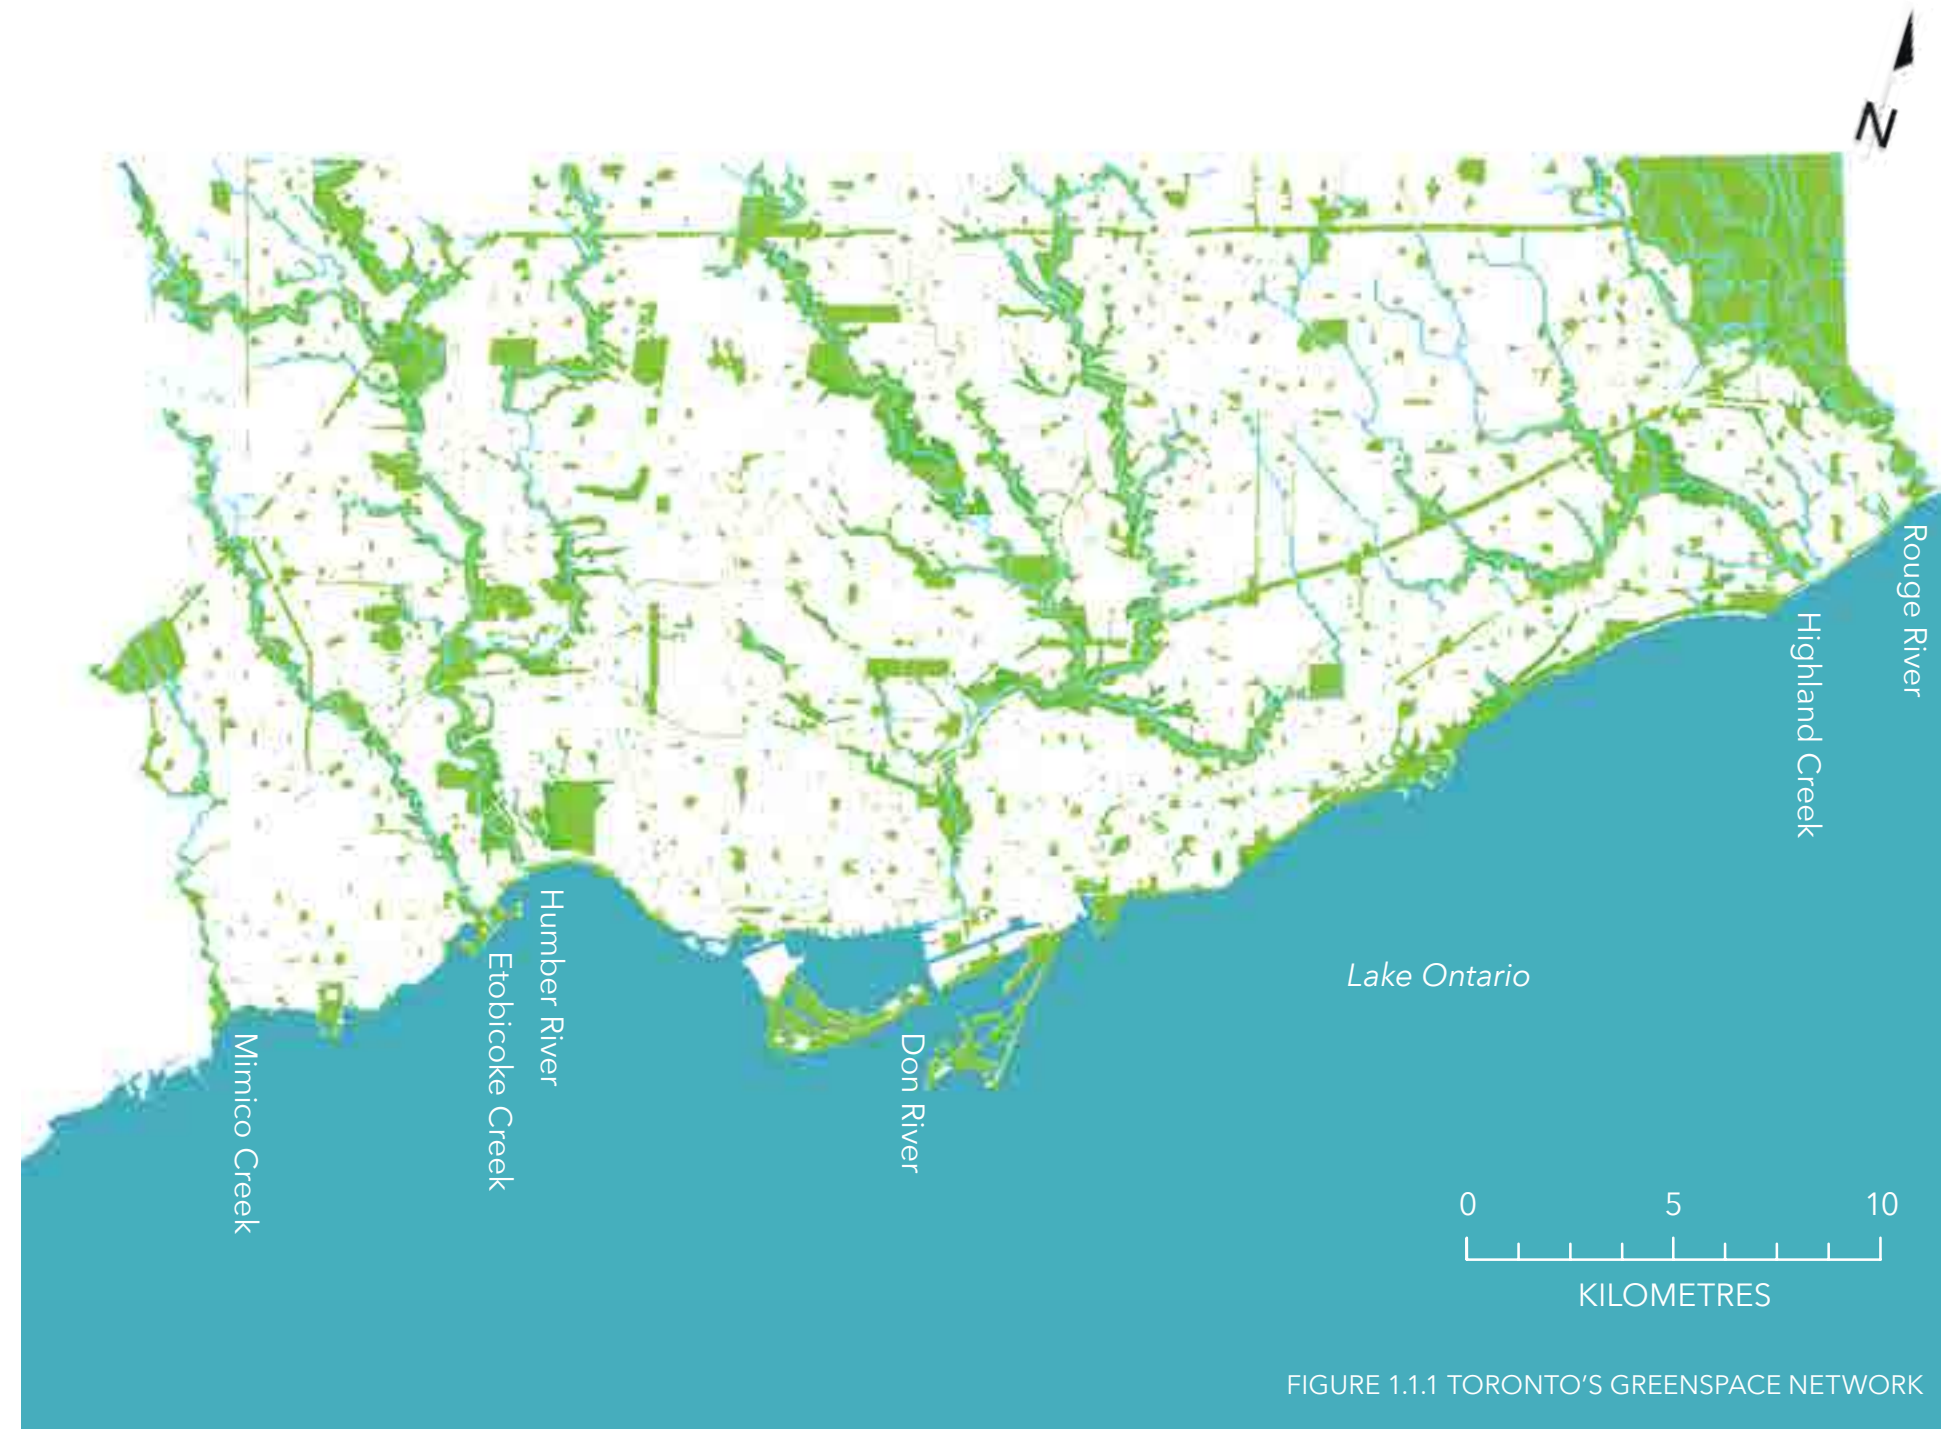 N
Rouge River
Highland Creek
Humber River
Etobicoke Creek
Lake Ontario
Don River
Mimico Creek
0 5 10
KILOMETRES
FIGURE 1.1.1 TORONTO’S GREENSPACE NETWORK